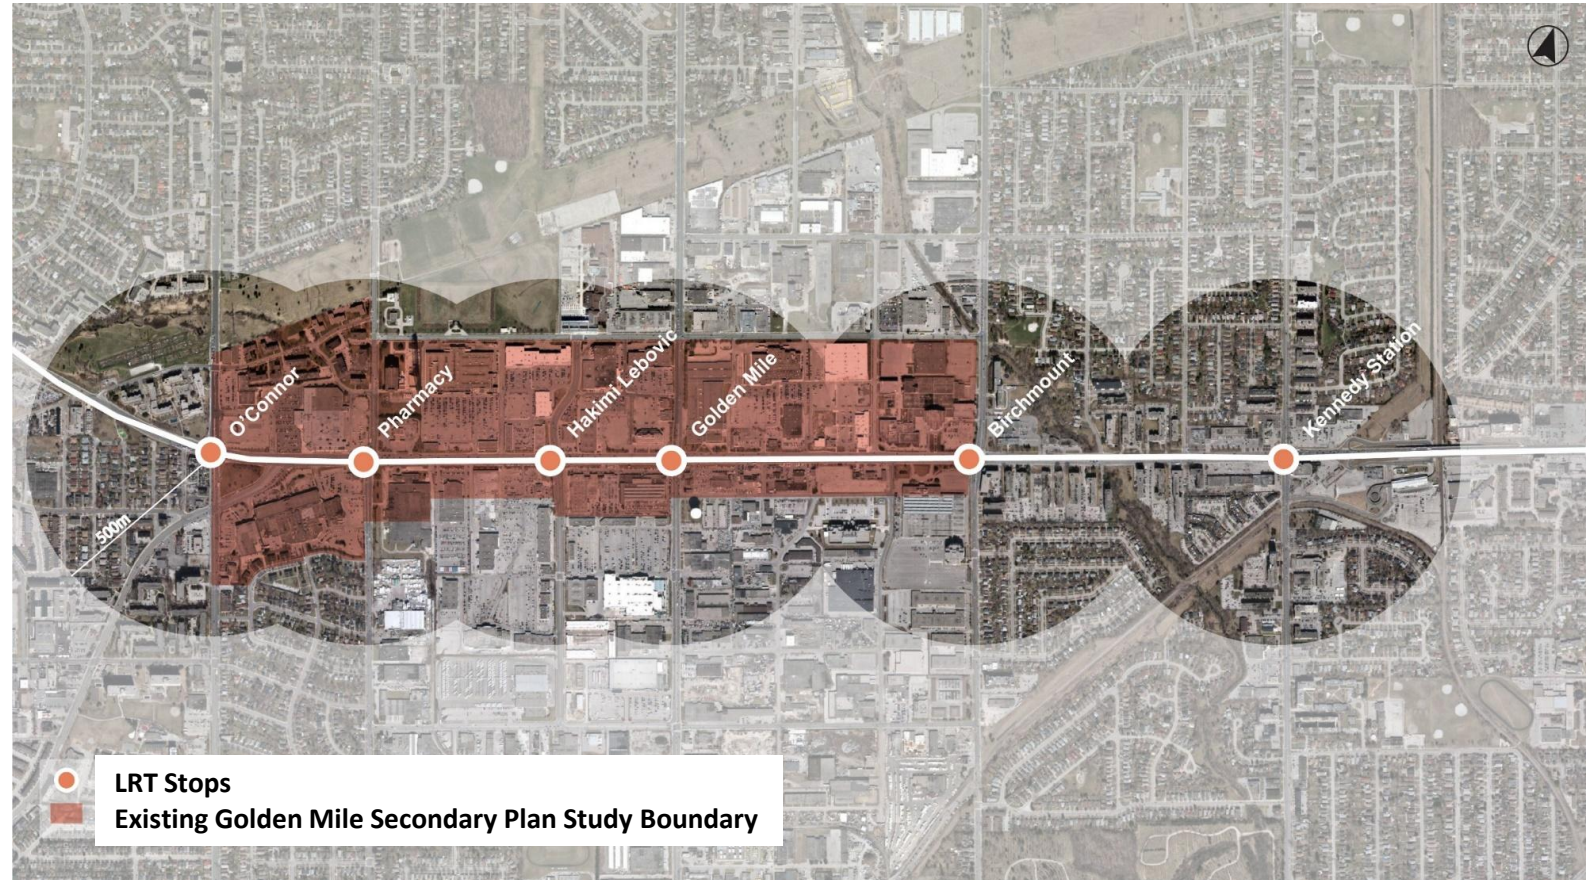 O'Connor
Pharmacy
Hakimi Lebovic
Golden Mile
Birchmount
Kennedy Station
500m
LRT Stops
Existing Golden Mile Secondary Plan Study Boundary